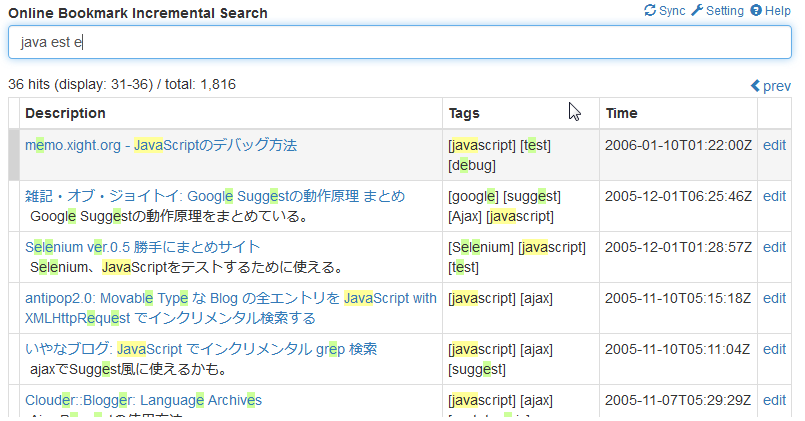 Online Bookmark Incremental Search
Sync Setting Help
java est e
36 hits (display: 31-36) / total: 1,816
prev
Description Tags Time
memo.xight.org - JavaScriptのデバッグ方法 [javascript] [test] 2006-01-10T01:22:00Z edit
[debug]
雑記・オブ・ジョイトイ: Google Suggestの動作原理 まとめ [google] [suggest] 2005-12-01T06:25:46Z edit
Google Suggestの動作原理をまとめている。 [Ajax] [javascript]
Selenium ver.0.5 勝手にまとめサイト [Selenium] [javascript] 2005-12-01T01:28:57Z edit
Selenium、JavaScriptをテストするために使える。 [test]
antipop2.0: Movable Type な Blog の全エントリを JavaScript with [javascript] [ajax] 2005-11-10T05:15:18Z edit
XMLHttpRequest でインクリメンタル検索する
いやなブログ: JavaScript でインクリメンタル grep 検索 [javascript] [ajax] 2005-11-10T05:11:04Z edit
ajaxでSuggest風に使えるかも。 [suggest]
Clouder::Blogger: Language Archives [javascript] [ajax] 2005-11-07T05:29:29Z edit